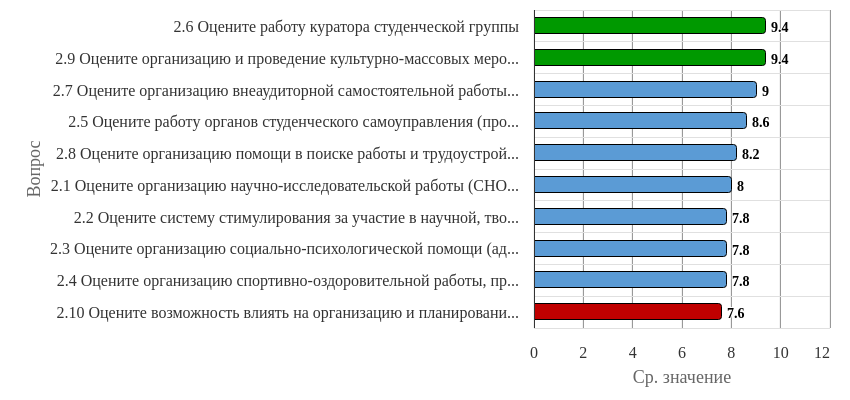 2.6 Оцените работу куратора студенческой группы 9.4
2.9 Оцените организацию и проведение культурно-массовых меро... 9.4
2.7 Оцените организацию внеаудиторной самостоятельной работы... 9
2.5 Оцените работу органов студенческого самоуправления (про... 8.6
2.8 Оцените организацию помощи в поиске работы и трудоустрой... 8.2
2.1 Оцените организацию научно-исследовательской работы (СНО... 8
2.2 Оцените систему стимулирования за участие в научной, тво... 7.8
2.3 Оцените организацию социально-психологической помощи (ад... 7.8
2.4 Оцените организацию спортивно-оздоровительной работы, пр... 7.8
2.10 Оцените возможность влиять на организацию и планировани... 7.6
Вопрос
0 2 4 6 8 10 12
Ср. значение